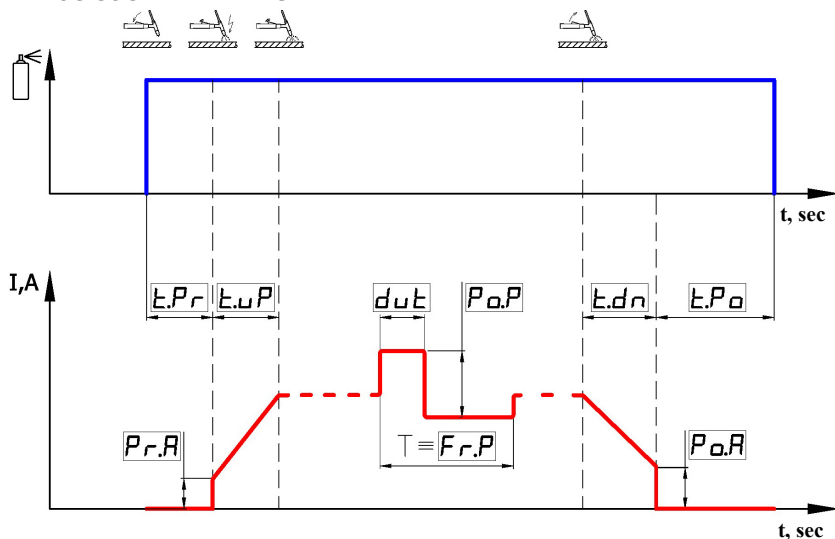 t, sec
I,A
t.Pr
t.uP
dut
Po.P
t.dn
t.Po
Pr.A
T ≡ Fr.P
Po.A
t, sec